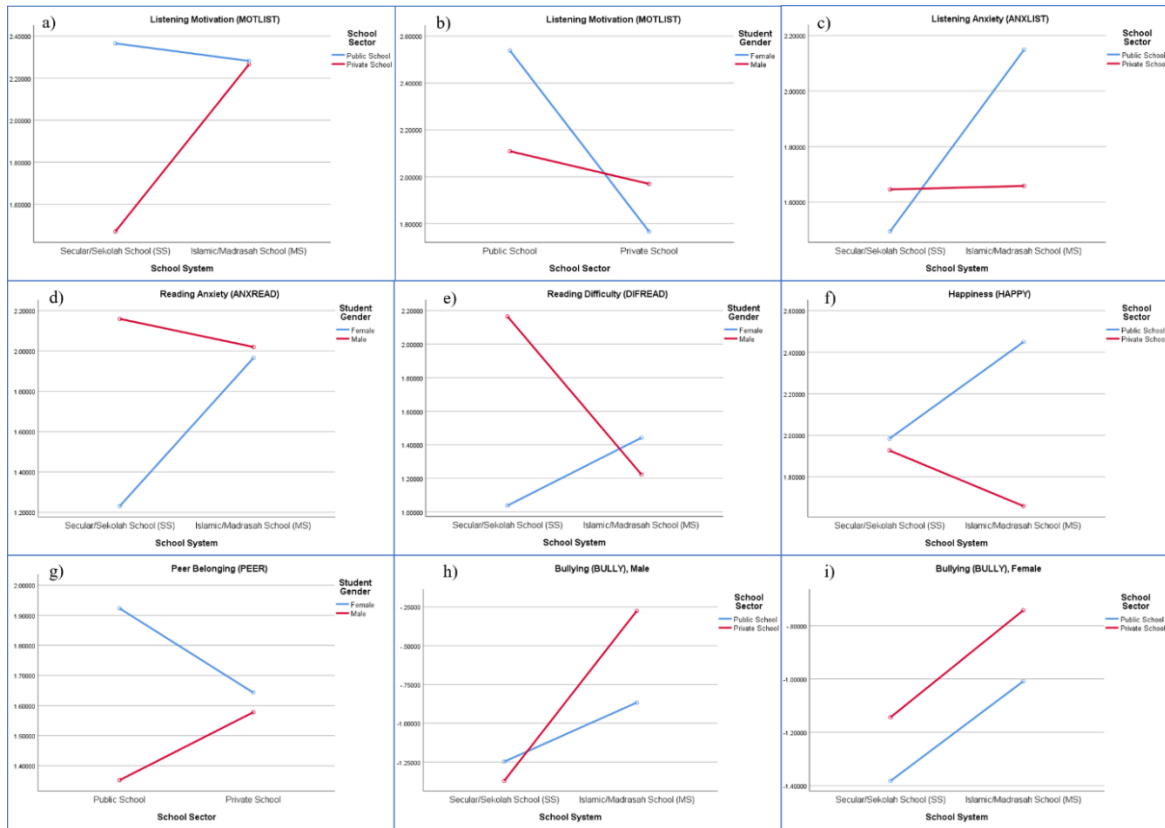 a)
Listening Motivation (MOTLIST)
School
Sector
Public School
Private School
2.40000
2.20000
1.80000
1.60000
Secular/Sekolah School (SS)
Islamic/Madrasah School (MS)
School System
b)
Listening Motivation (MOTLIST)
Student
Gender
Female
Male
2.60000
2.40000
2.20000
2.00000
1.80000
Public School
Private School
School Sector
c)
Listening Anxiety (ANXLIST)
School
Sector
Public School
Private School
2.20000
2.00000
1.80000
1.60000
Secular/Sekolah School (SS)
Islamic/Madrasah School (MS)
School System
d)
Reading Anxiety (ANXREAD)
Student
Gender
Female
Male
2.20000
2.00000
1.80000
1.60000
1.40000
1.20000
Secular/Sekolah School (SS)
Islamic/Madrasah School (MS)
School System
e)
Reading Difficulty (DIFREAD)
Student
Gender
Female
Male
2.20000
2.00000
1.80000
1.60000
1.40000
1.20000
1.00000
Secular/Sekolah School (SS)
Islamic/Madrasah School (MS)
School System
f)
Happiness (HAPPY)
School
Sector
Public School
Private School
2.60000
2.40000
2.20000
2.00000
1.80000
Secular/Sekolah School (SS)
Islamic/Madrasah School (MS)
School System
g)
Peer Belonging (PEER)
Student
Gender
Female
Male
2.00000
1.90000
1.80000
1.70000
1.60000
1.50000
1.40000
Public School
Private School
School Sector
h)
Bullying (BULLY), Male
School
Sector
Public School
Private School
-.25000
-.50000
-.75000
-1.00000
-1.25000
Secular/Sekolah School (SS)
Islamic/Madrasah School (MS)
School System
i)
Bullying (BULLY), Female
School
Sector
Public School
Private School
-.80000
-1.00000
-1.20000
-1.40000
Secular/Sekolah School (SS)
Islamic/Madrasah School (MS)
School System